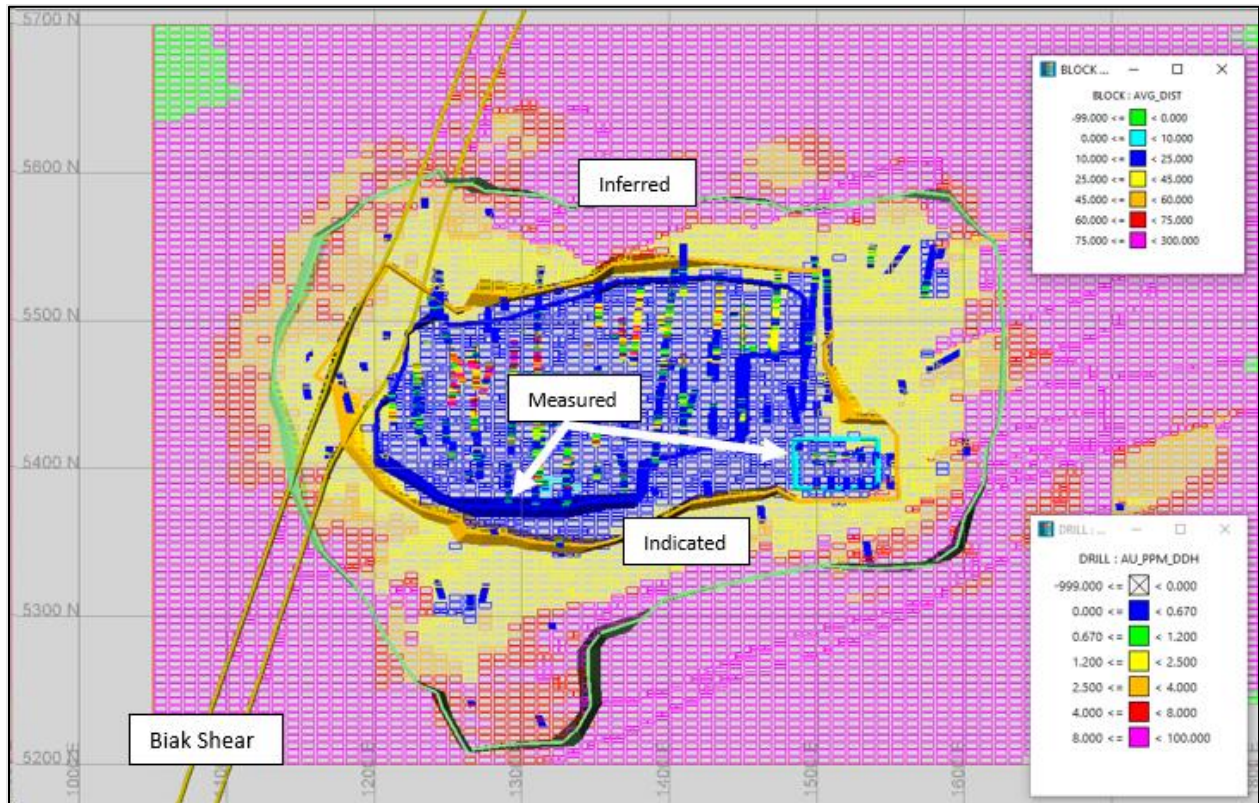 5700 N
5600 N
5500 N
5400 N
5300 N
5200 N
Inferred
Measured
Indicated
Biak Shear
BLOCK ...
BLOCK : AVG_DIST
-99.000 <= < 0.000
0.000 <= < 10.000
10.000 <= < 25.000
25.000 <= < 45.000
45.000 <= < 60.000
60.000 <= < 75.000
75.000 <= < 300.000
DRILL : ...
DRILL : AU_PPM_DDH
-999.000 <= < 0.000
0.000 <= < 0.670
0.670 <= < 1.200
1.200 <= < 2.500
2.500 <= < 4.000
4.000 <= < 8.000
8.000 <= < 100.000